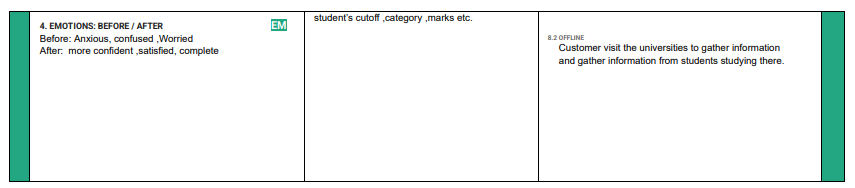 4. EMOTIONS: BEFORE / AFTER
EM
Before: Anxious, confused ,Worried
After:  more confident ,satisfied, complete
student's cutoff ,category ,marks etc.
8.2 OFFLINE
Customer visit the universities to gather information
and gather information from students studying there.